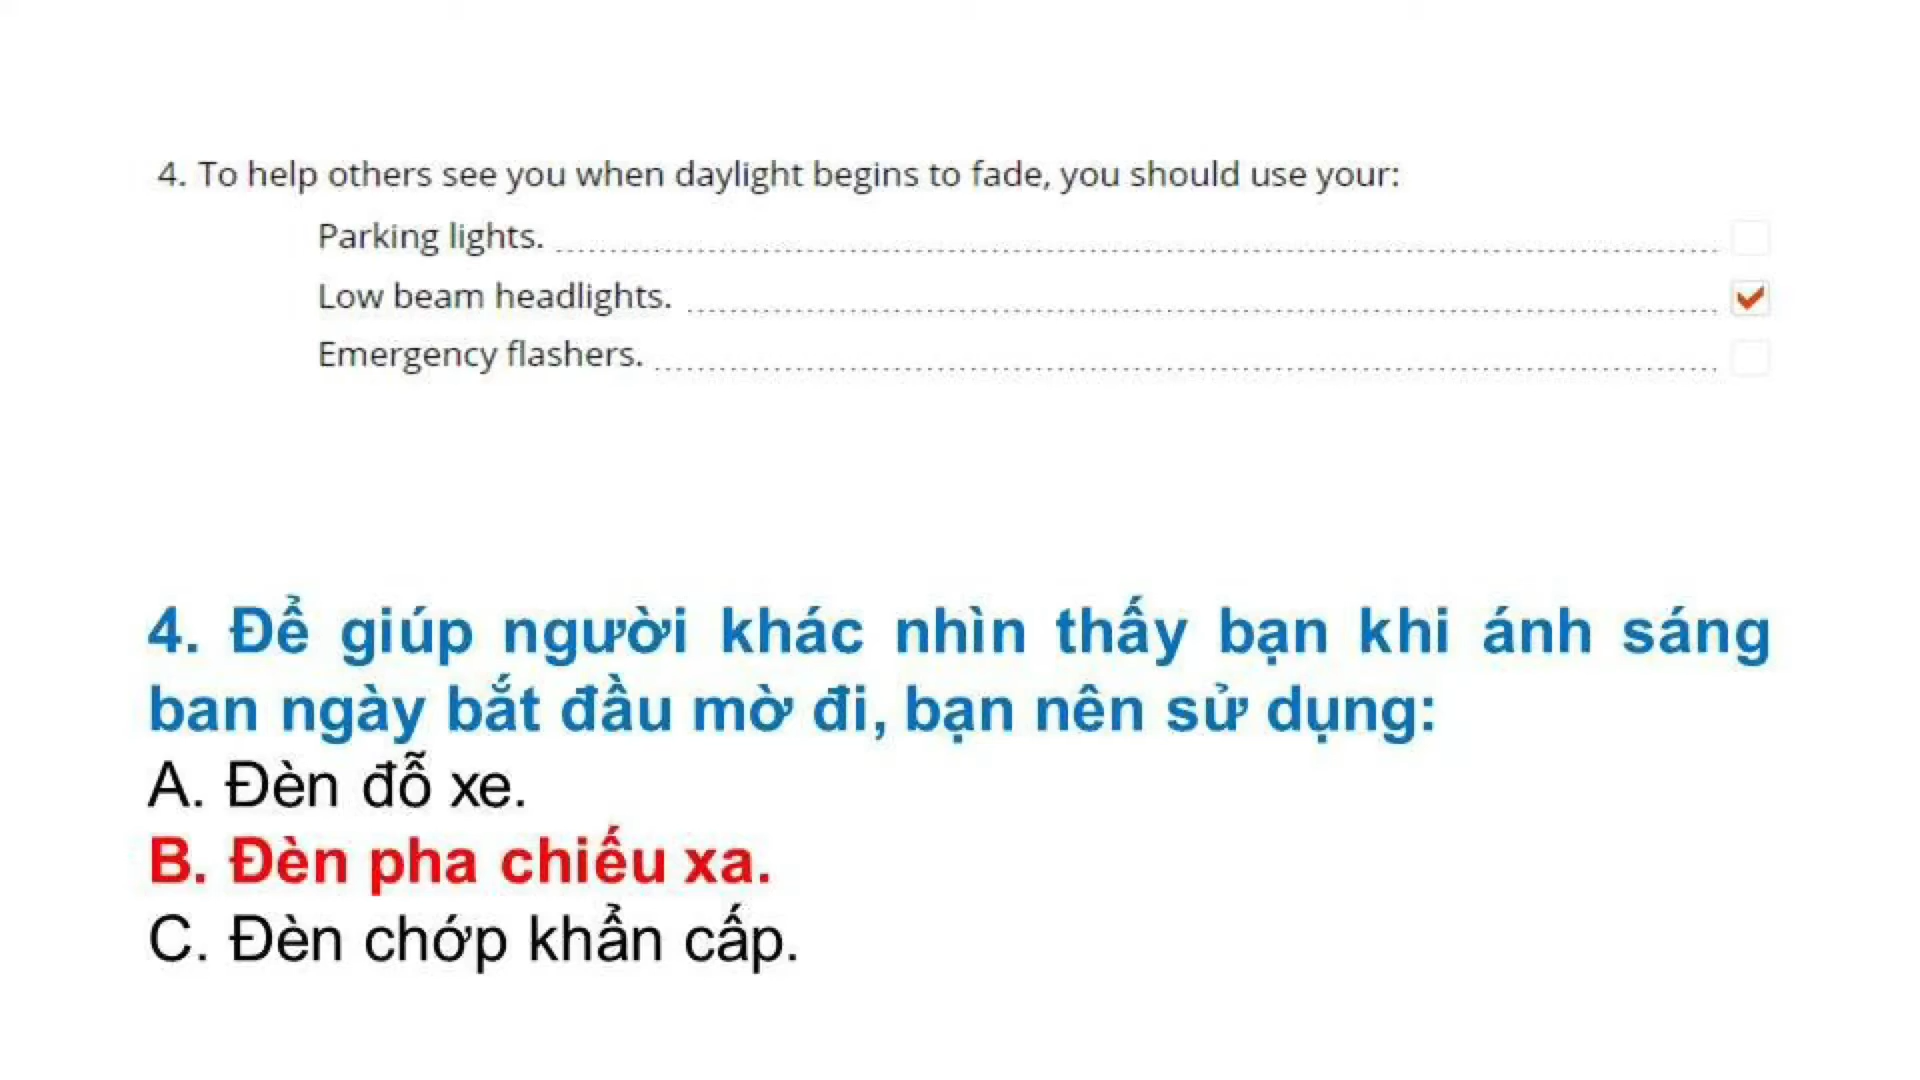 4. To help others see you when daylight begins to fade, you should use your:
Parking lights.
Low beam headlights.
Emergency flashers.
4. Để giúp người khác nhìn thấy bạn khi ánh sáng
ban ngày bắt đầu mờ đi, bạn nên sử dụng:
A. Đèn đỗ xe.
B. Đèn pha chiếu xa.
C. Đèn chớp khẩn cấp.